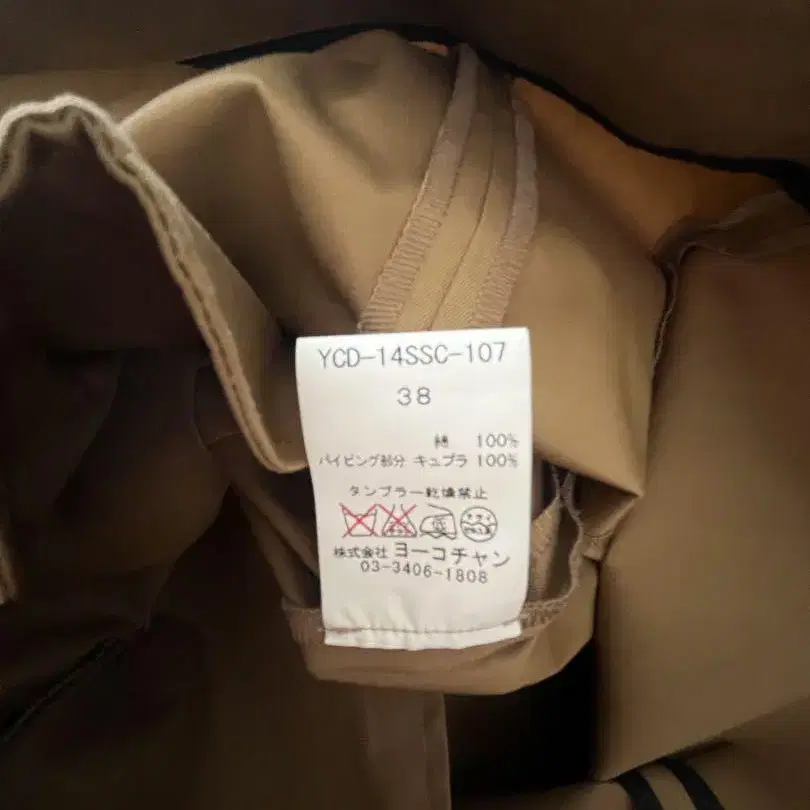 YCD-14SSC-107
38
綿 100%
パイピング部分 キュプラ 100%
タンブラー乾燥禁止
株式会社 ヨーコチャン
03-3406-1808